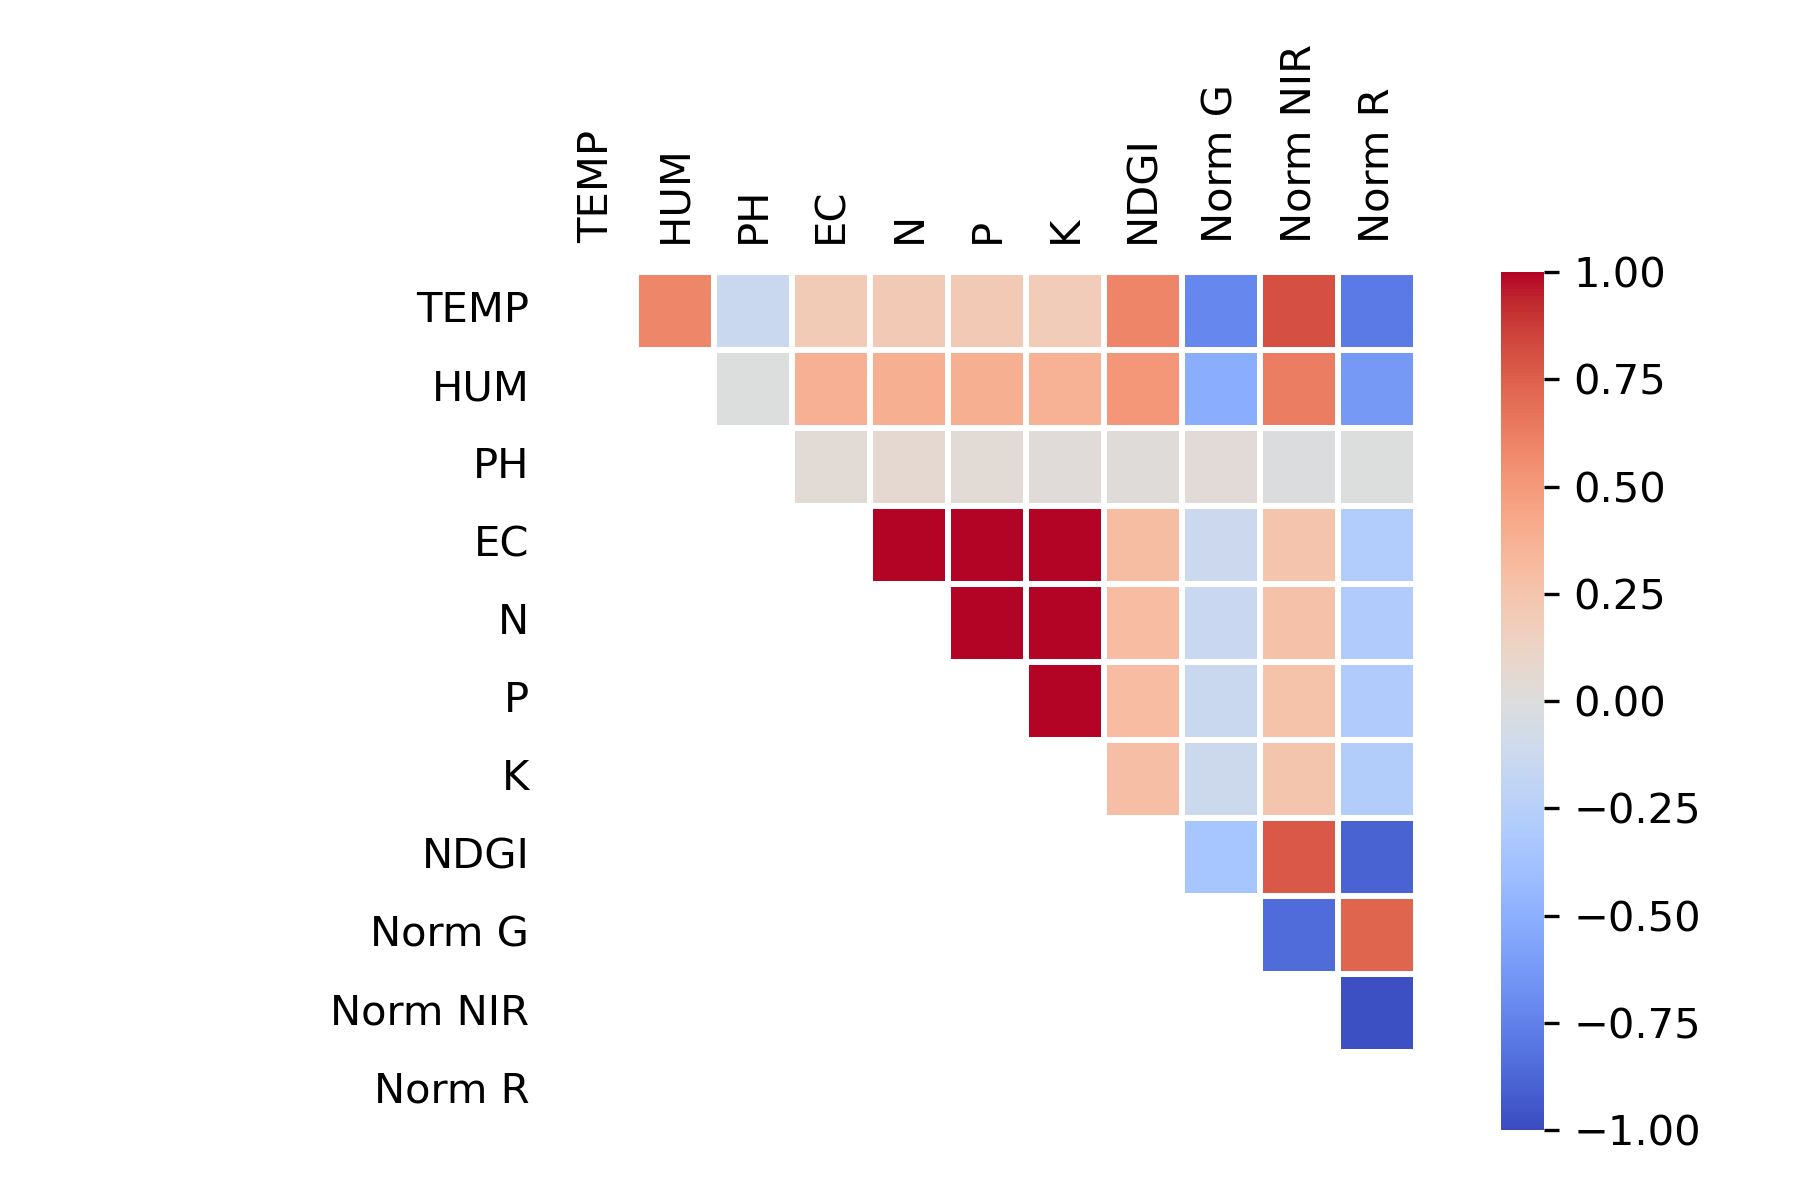 TEMP
HUM
PH
EC
N
P
K
NDGI
Norm G
Norm NIR
Norm R
TEMP
HUM
PH
EC
N
P
K
NDGI
Norm G
Norm NIR
Norm R
1.00
0.75
0.50
0.25
0.00
−0.25
−0.50
−0.75
−1.00